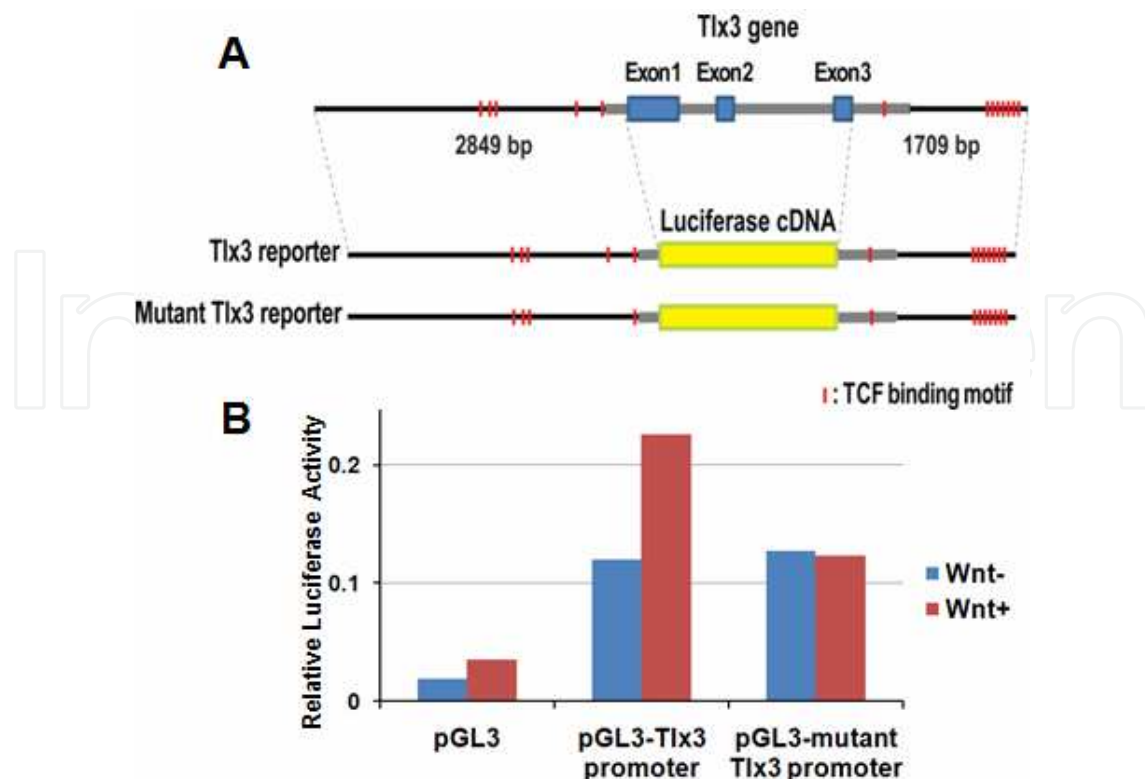 A
Tlx3 gene
Exon1 Exon2 Exon3
2849 bp
1709 bp
Luciferase cDNA
Tlx3 reporter
Mutant Tlx3 reporter
: TCF binding motif
B
Relative Luciferase Activity
0.2
0.1
0
Wnt-
Wnt+
pGL3
pGL3-Tlx3
promoter
pGL3-mutant
Tlx3 promoter